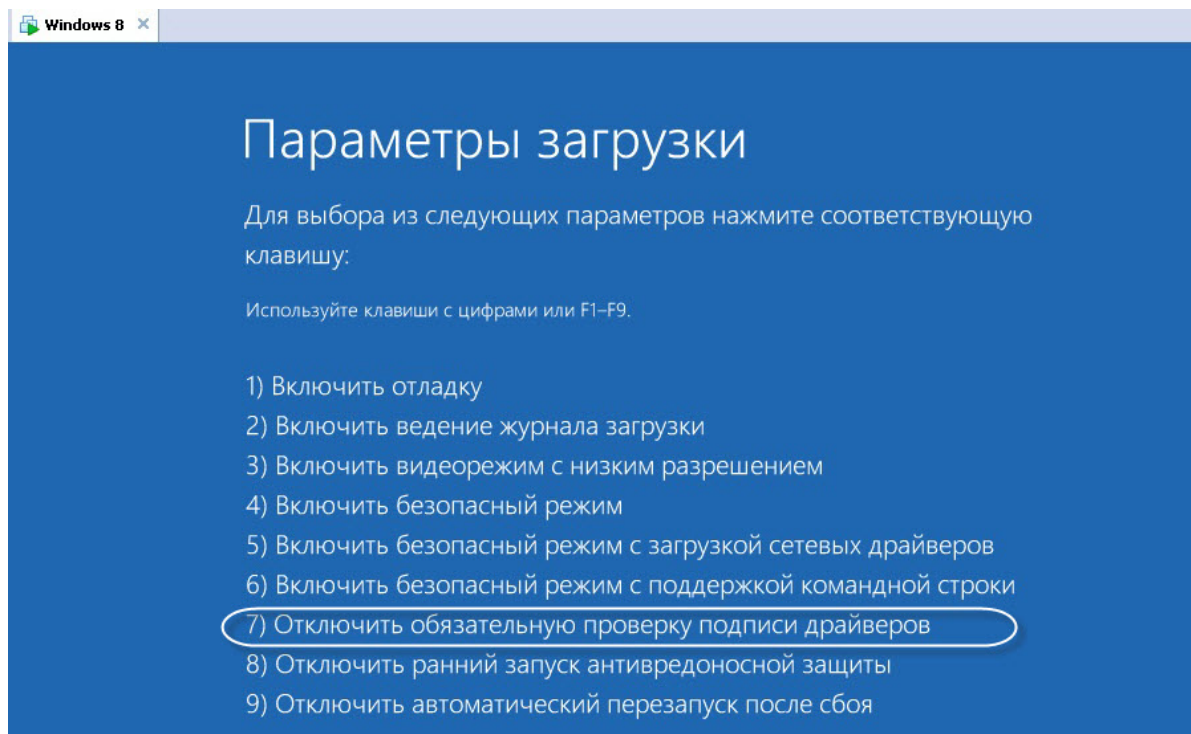 Windows 8
Параметры загрузки
Для выбора из следующих параметров нажмите соответствующую
клавишу:
Используйте клавиши с цифрами или F1–F9.
1) Включить отладку
2) Включить ведение журнала загрузки
3) Включить видеорежим с низким разрешением
4) Включить безопасный режим
5) Включить безопасный режим с загрузкой сетевых драйверов
6) Включить безопасный режим с поддержкой командной строки
7) Отключить обязательную проверку подписи драйверов
8) Отключить ранний запуск антивредоносной защиты
9) Отключить автоматический перезапуск после сбоя